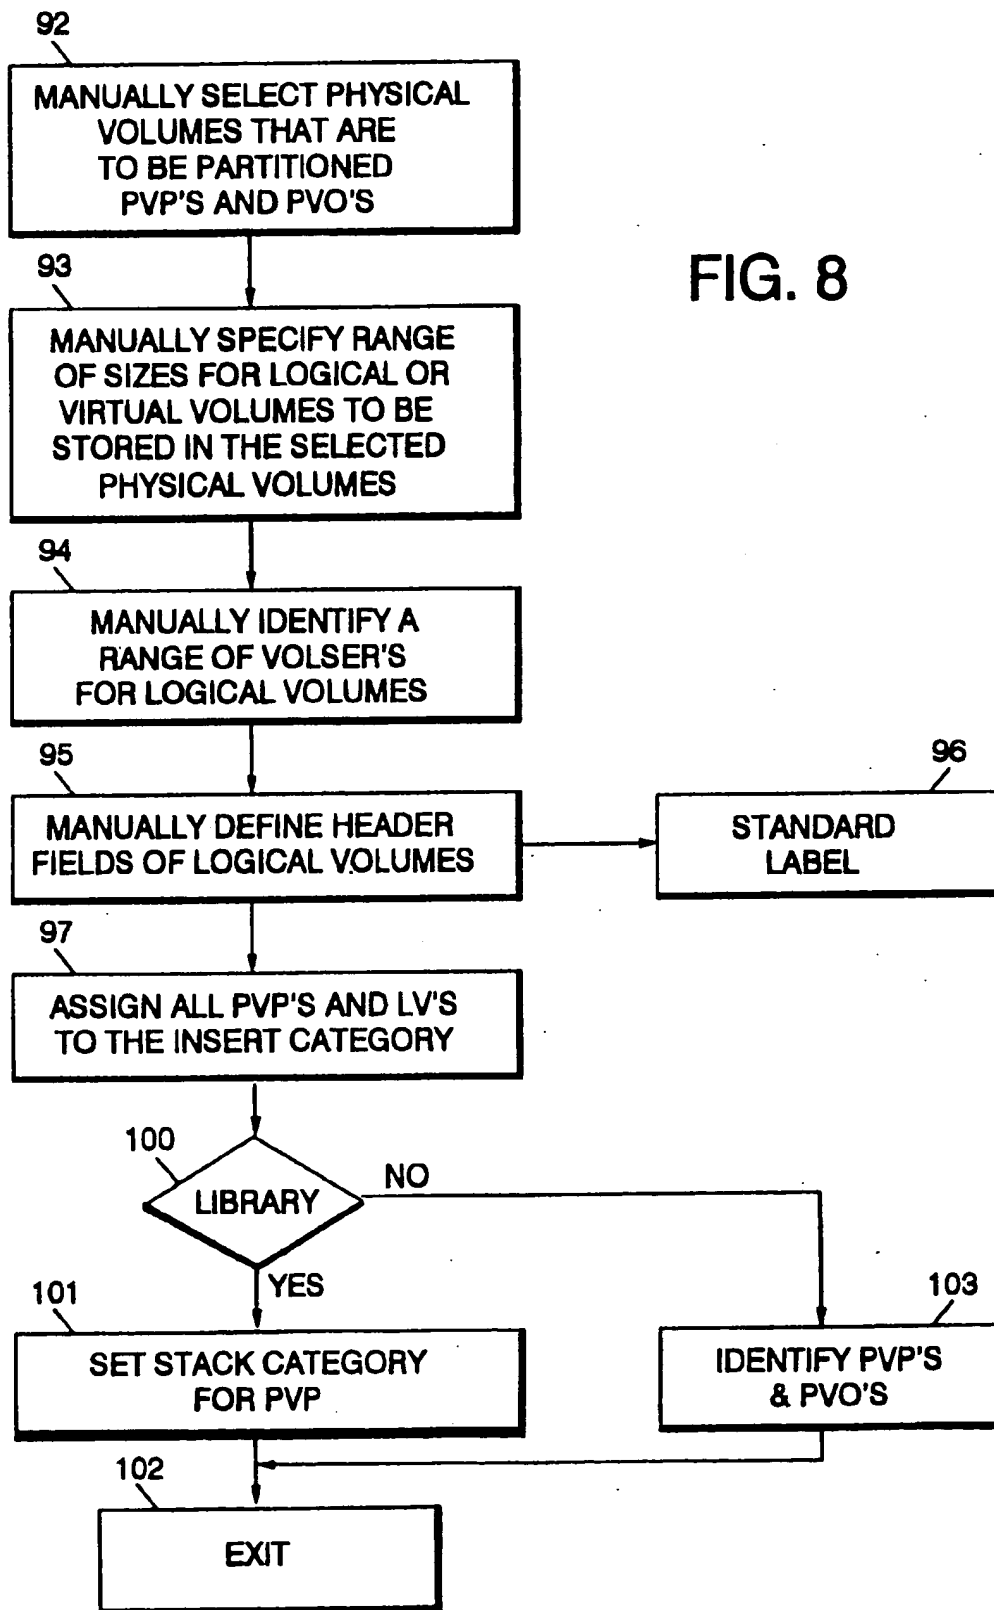 92
MANUALLY SELECT PHYSICAL
VOLUMES THAT ARE
TO BE PARTITIONED
PVP'S AND PVO'S
FIG. 8
93
MANUALLY SPECIFY RANGE
OF SIZES FOR LOGICAL OR
VIRTUAL VOLUMES TO BE
STORED IN THE SELECTED
PHYSICAL VOLUMES
94
MANUALLY IDENTIFY A
RANGE OF VOLSER'S
FOR LOGICAL VOLUMES
95
MANUALLY DEFINE HEADER
FIELDS OF LOGICAL VOLUMES
96
STANDARD
LABEL
97
ASSIGN ALL PVP'S AND LV'S
TO THE INSERT CATEGORY
100
LIBRARY
NO
YES
101
SET STACK CATEGORY
FOR PVP
103
IDENTIFY PVP'S
& PVO'S
102
EXIT